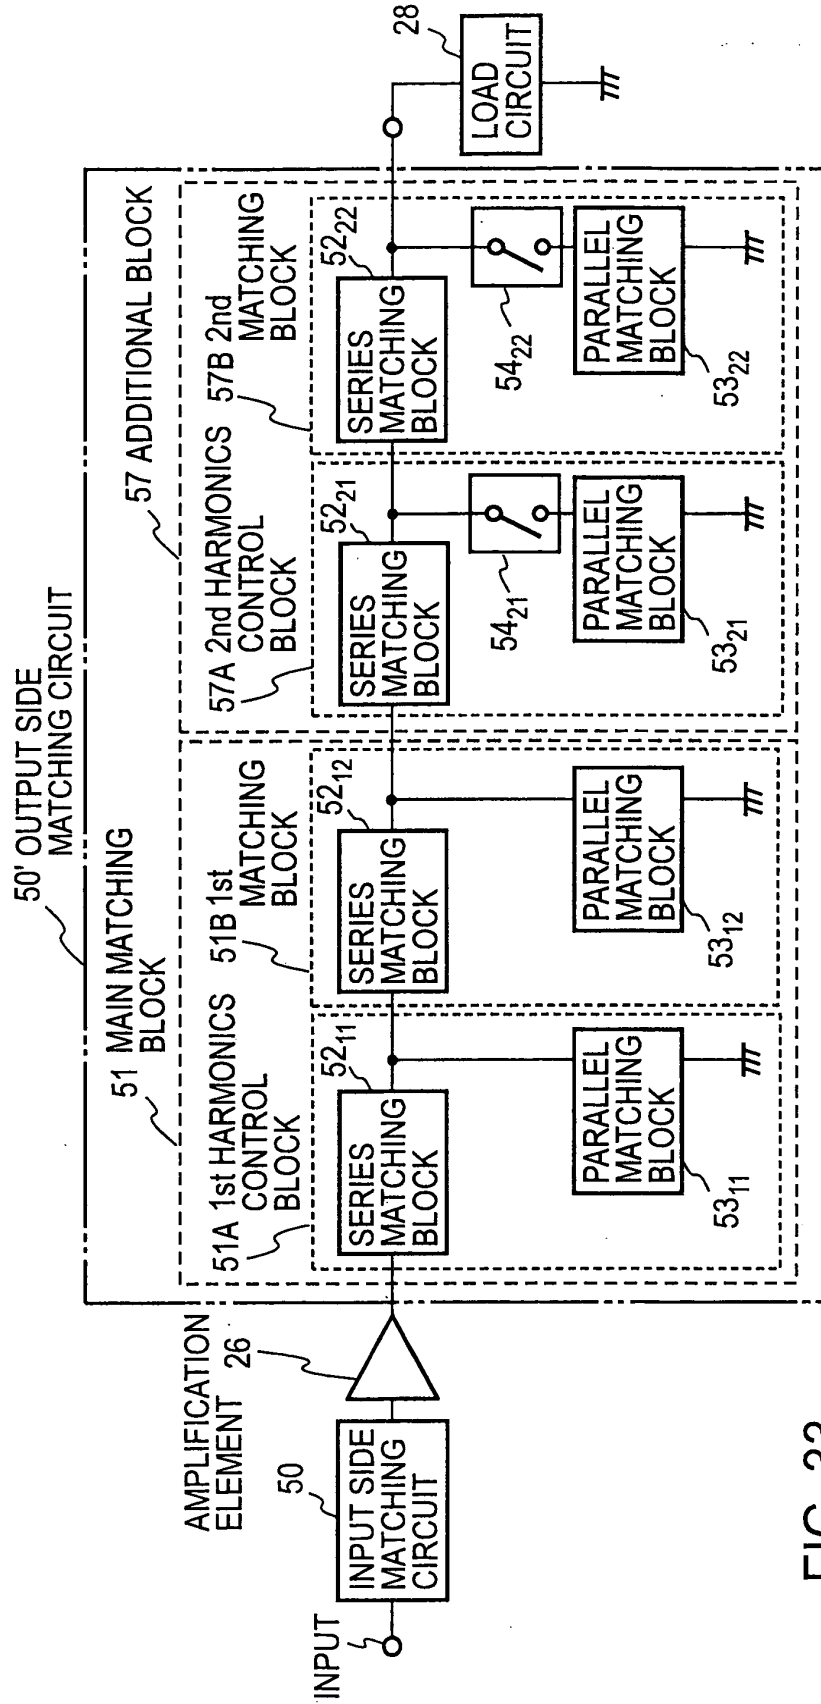 50' OUTPUT SIDE
MATCHING CIRCUIT
51 MAIN MATCHING
BLOCK
57 ADDITIONAL BLOCK
51A 1st HARMONICS
CONTROL
BLOCK
51B 1st
MATCHING
BLOCK
57A 2nd HARMONICS
CONTROL
BLOCK
57B 2nd
MATCHING
BLOCK
AMPLIFICATION
ELEMENT
26
50
INPUT
INPUT SIDE
MATCHING
CIRCUIT
5211
SERIES
MATCHING
BLOCK
5212
SERIES
MATCHING
BLOCK
5221
SERIES
MATCHING
BLOCK
5222
SERIES
MATCHING
BLOCK
28
LOAD
CIRCUIT
5421
5422
PARALLEL
MATCHING
BLOCK
5311
PARALLEL
MATCHING
BLOCK
5312
PARALLEL
MATCHING
BLOCK
5321
PARALLEL
MATCHING
BLOCK
5322